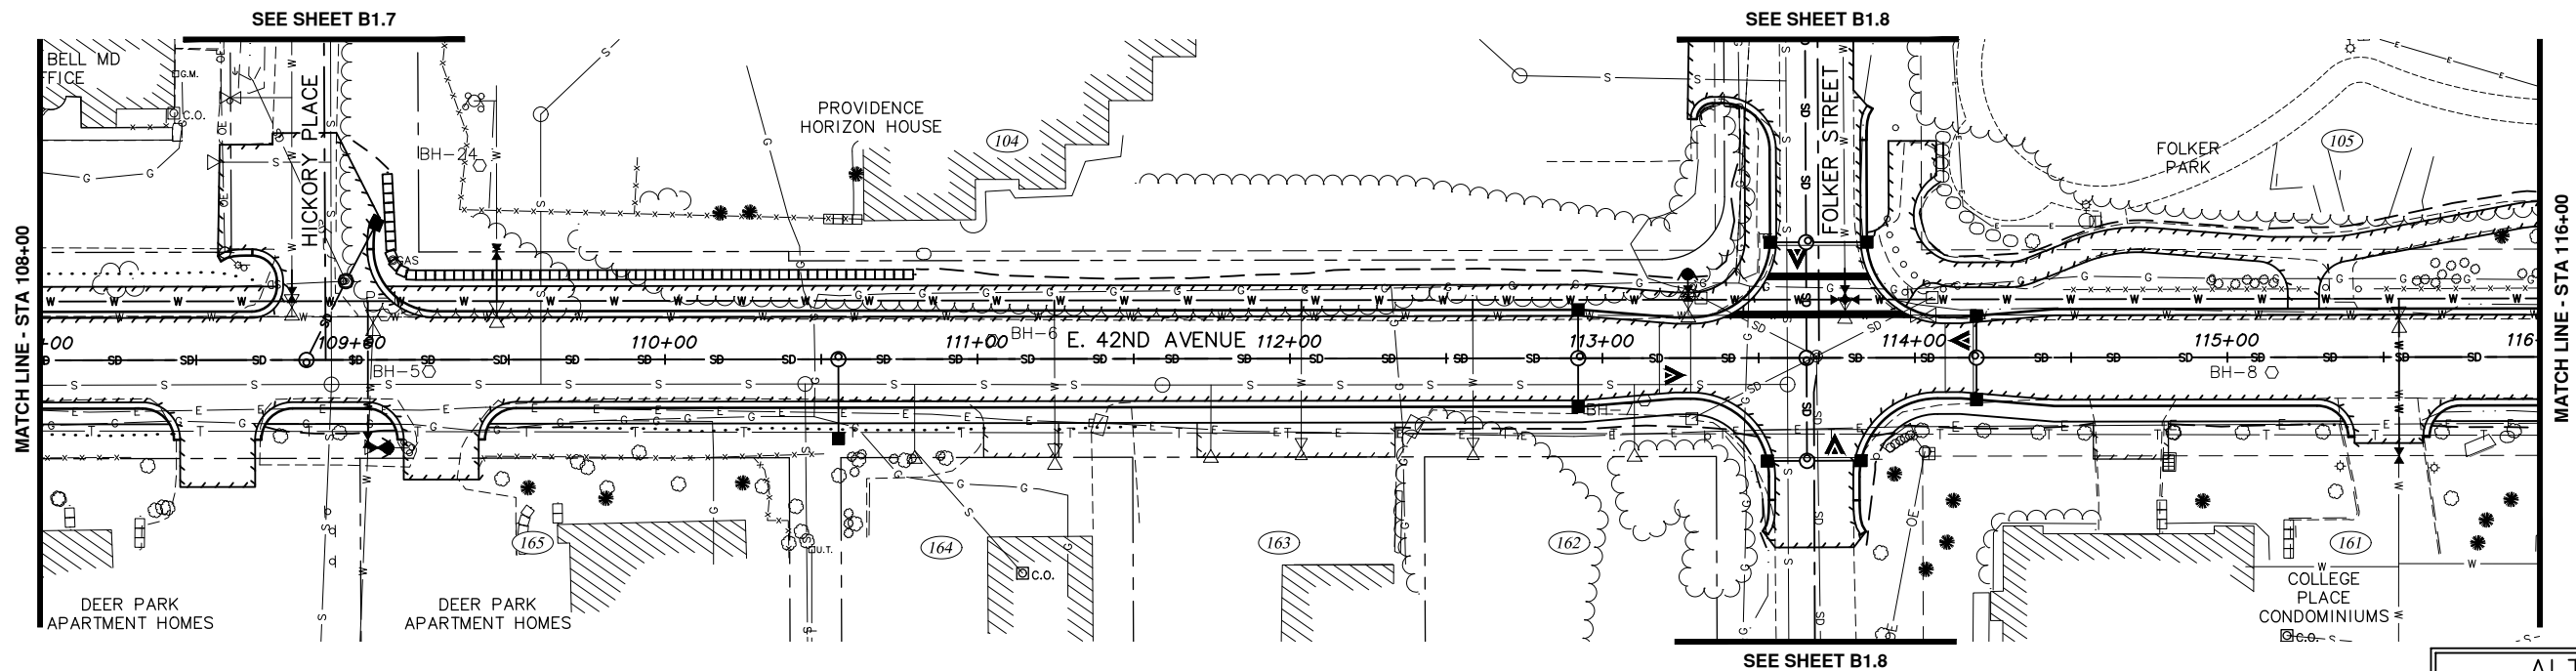 SEE SHEET B1.7
SEE SHEET B1.8
BELL MD
FFICE
G.M.
C.O.
HICKORY PLACE
BH-24
PROVIDENCE
HORIZON HOUSE
104
FOLKER STREET
FOLKER
PARK
105
GAS
MATCH LINE - STA 108+00
MATCH LINE - STA 116+00
+00
110+00
111+00
BH-6
E. 42ND AVENUE
112+00
113+00
114+00
115+00
116
BH-5
BH-8
BH-7
165
164
163
162
161
U.T.
C.O.
DEER PARK
APARTMENT HOMES
DEER PARK
APARTMENT HOMES
COLLEGE
PLACE
CONDOMINIUMS
C.O.
SEE SHEET B1.8